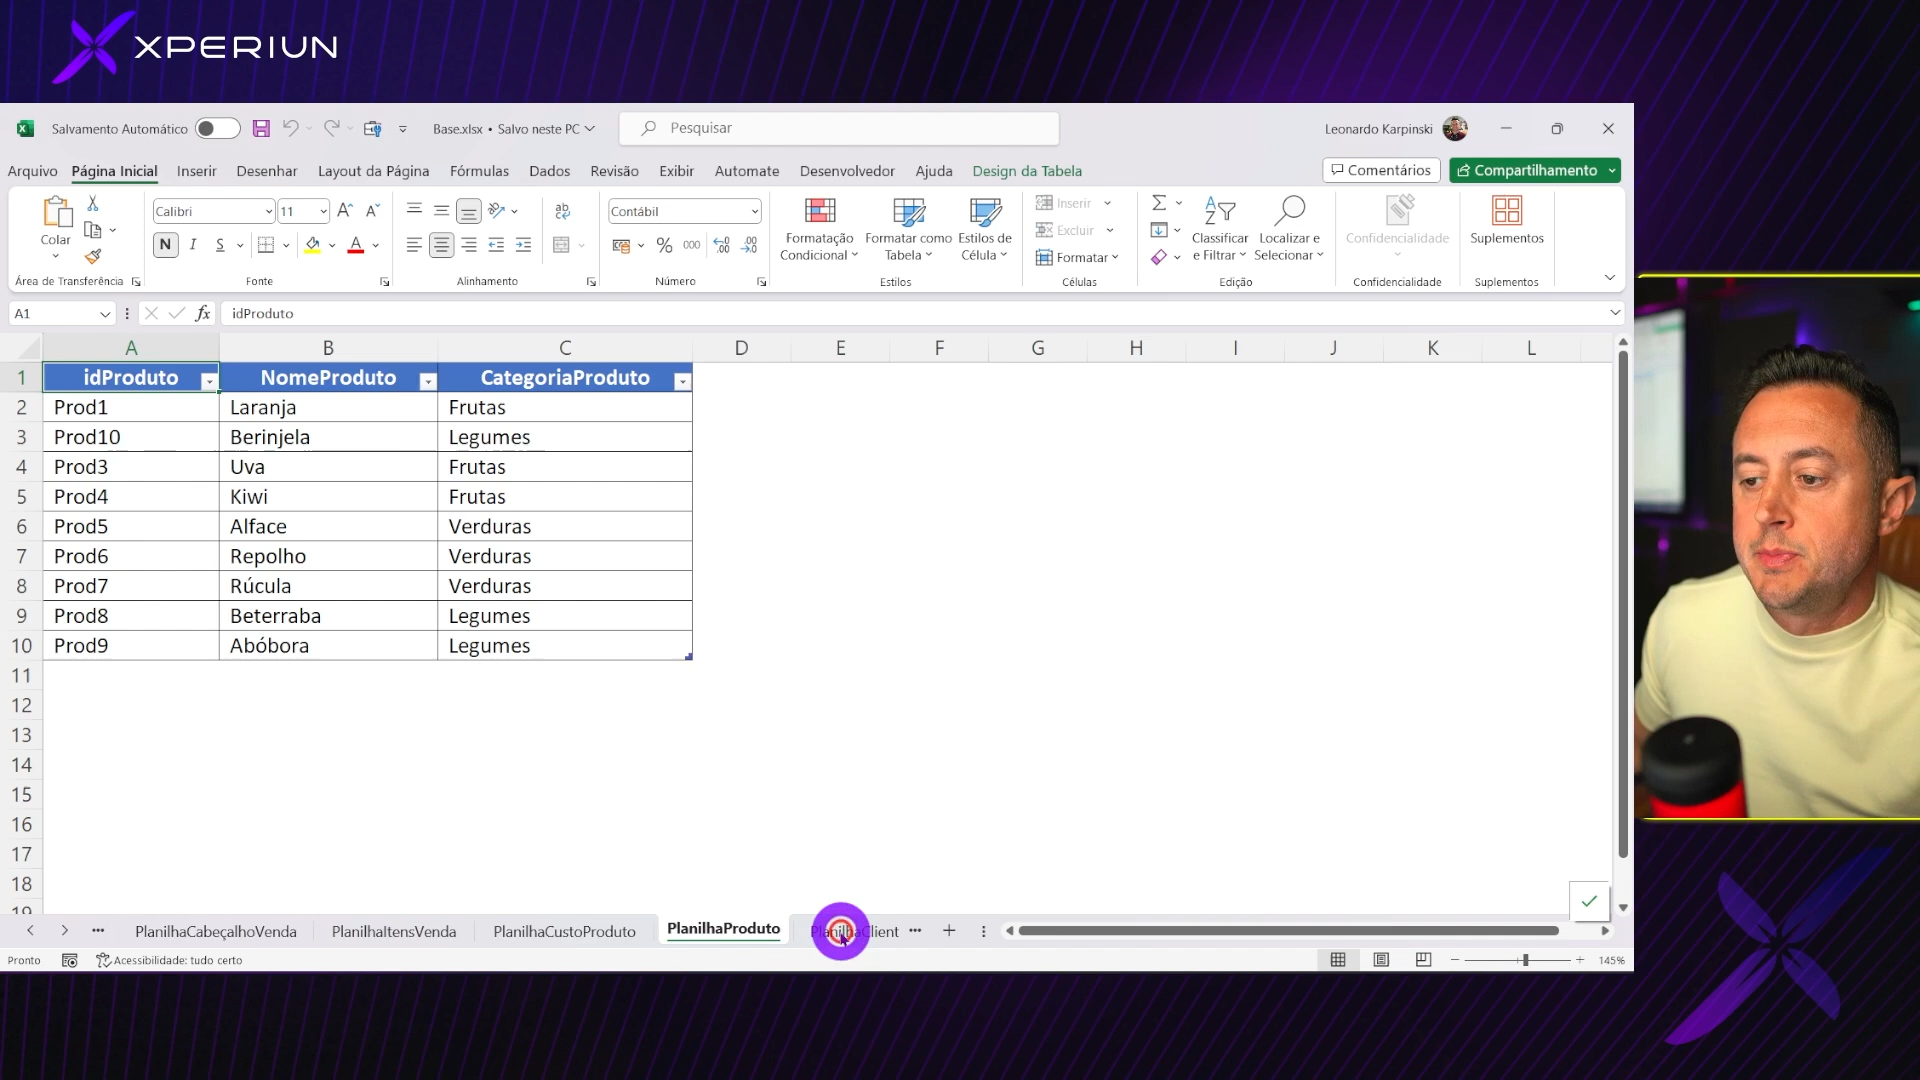 XPERIUN
Salvamento Automático
Base.xlsx • Salvo neste PC
Pesquisar
Leonardo Karpinski
Arquivo Página Inicial Inserir Desenhar Layout da Página Fórmulas Dados Revisão Exibir Automate Desenvolvedor Ajuda Design da Tabela
Comentários
Compartilhamento
Colar
Área de Transferência
Calibri 11
N I S
Fonte
Alinhamento
Contábil
% 000
Número
Formatação Condicional
Formatar como Tabela
Estilos de Célula
Estilos
Inserir
Excluir
Formatar
Células
Classificar e Filtrar
Localizar e Selecionar
Edição
Confidencialidade
Confidencialidade
Suplementos
Suplementos
A1
fx
idProduto
A B C D E F G H I J K L
1 idProduto NomeProduto CategoriaProduto
2 Prod1 Laranja Frutas
3 Prod10 Berinjela Legumes
4 Prod3 Uva Frutas
5 Prod4 Kiwi Frutas
6 Prod5 Alface Verduras
7 Prod6 Repolho Verduras
8 Prod7 Rúcula Verduras
9 Prod8 Beterraba Legumes
10 Prod9 Abóbora Legumes
11
12
13
14
15
16
17
18
19
PlanilhaCabeçalhoVenda PlanilhaItensVenda PlanilhaCustoProduto PlanilhaProduto PlanilhaClient
Pronto
Acessibilidade: tudo certo
145%